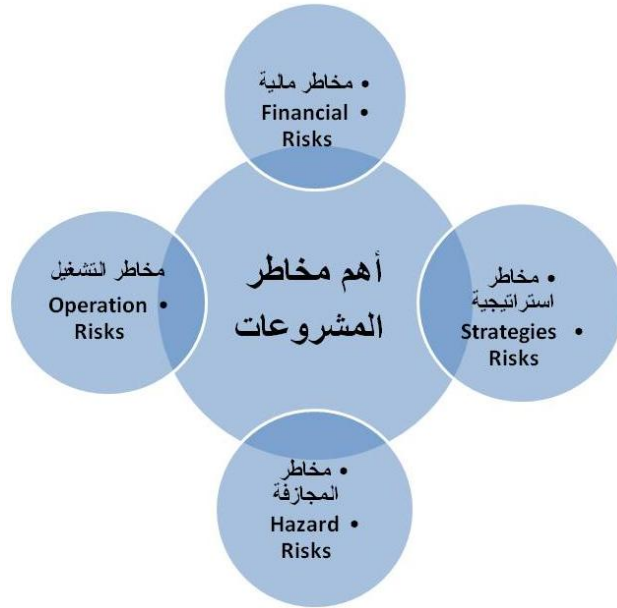 • مخاطر مالية
• Financial
Risks
أهم مخاطر
المشروعات
• مخاطر
استراتيجية
• Strategies
Risks
مخاطر التشغيل
• Operation
Risks
• مخاطر
المجازفة
• Hazard
Risks